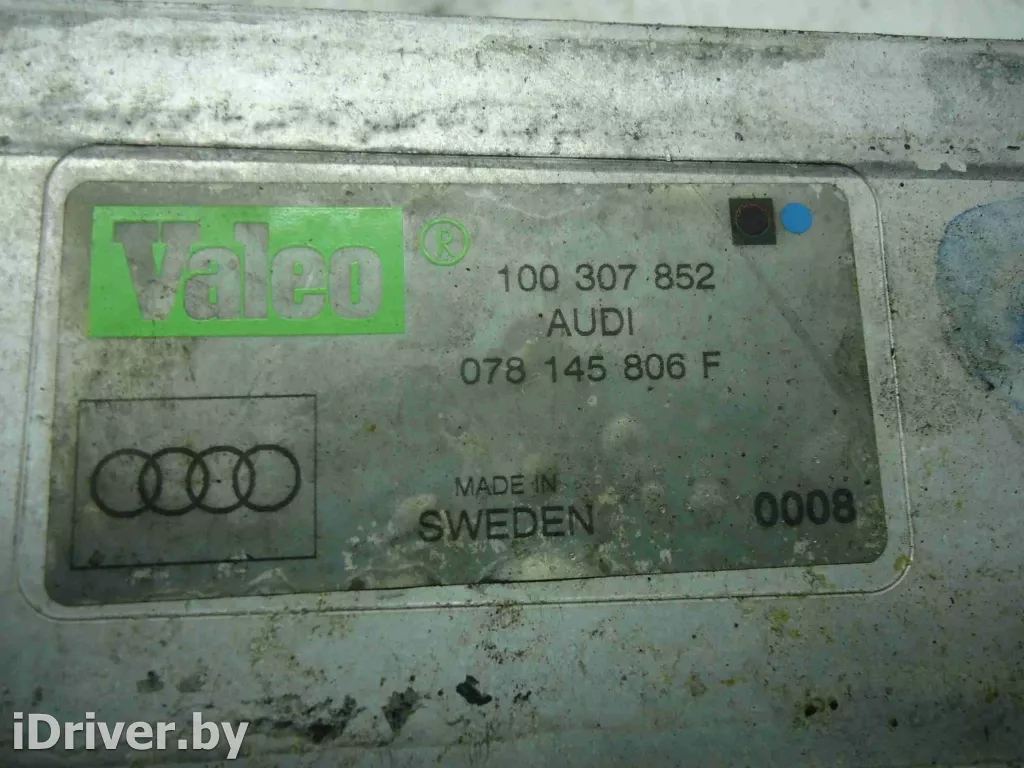 Valeo ®
100 307 852
AUDI
078 145 806 F
MADE IN
SWEDEN
0008
iDriver.by